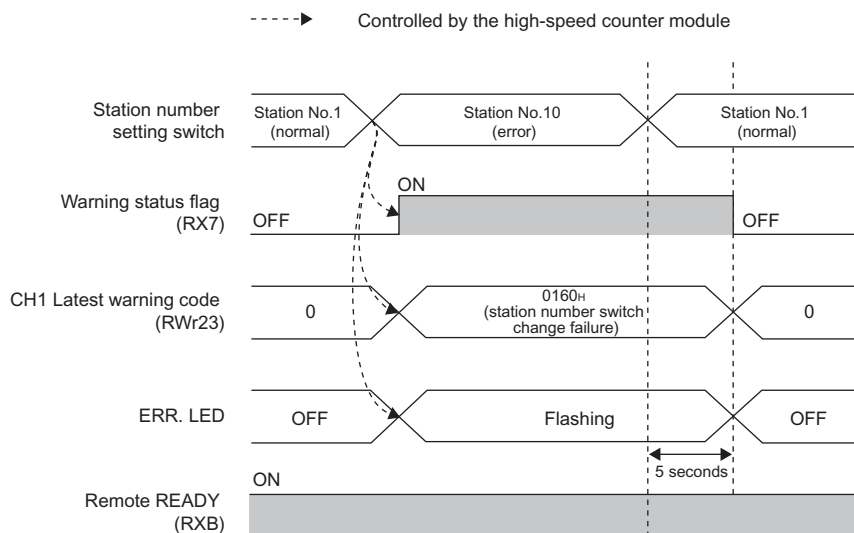 Controlled by the high-speed counter module
Station number
setting switch
Station No.1
(normal)
Station No.10
(error)
Station No.1
(normal)
Warning status flag
(RX7)
OFF
ON
OFF
CH1 Latest warning code
(RWr23)
0
0160H
(station number switch
change failure)
0
ERR. LED
OFF
Flashing
OFF
5 seconds
Remote READY
(RXB)
ON